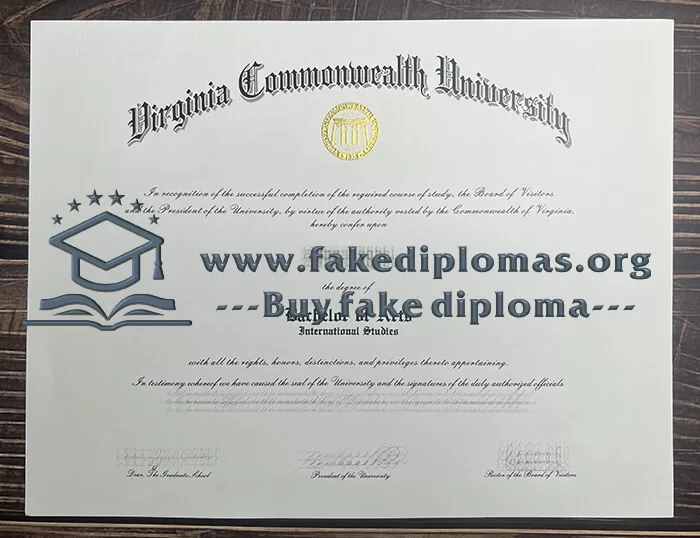 Virginia Commonwealth University
In recognition of the successful completion of the required course of study, the Board of Visitors
and the President of the University, by virtue of the authority vested by the Commonwealth of Virginia,
hereby confer upon
www.fakediplomas.org
the degree of
---Buy fake diploma---
Bachelor of Arts
International Studies
with all the rights, honors, distinctions, and privileges thereto appertaining.
In testimony whereof we have caused the seal of the University and the signatures of the duly authorized officials
Dean, The Graduate School
President of the University
Rector of the Board of Visitors